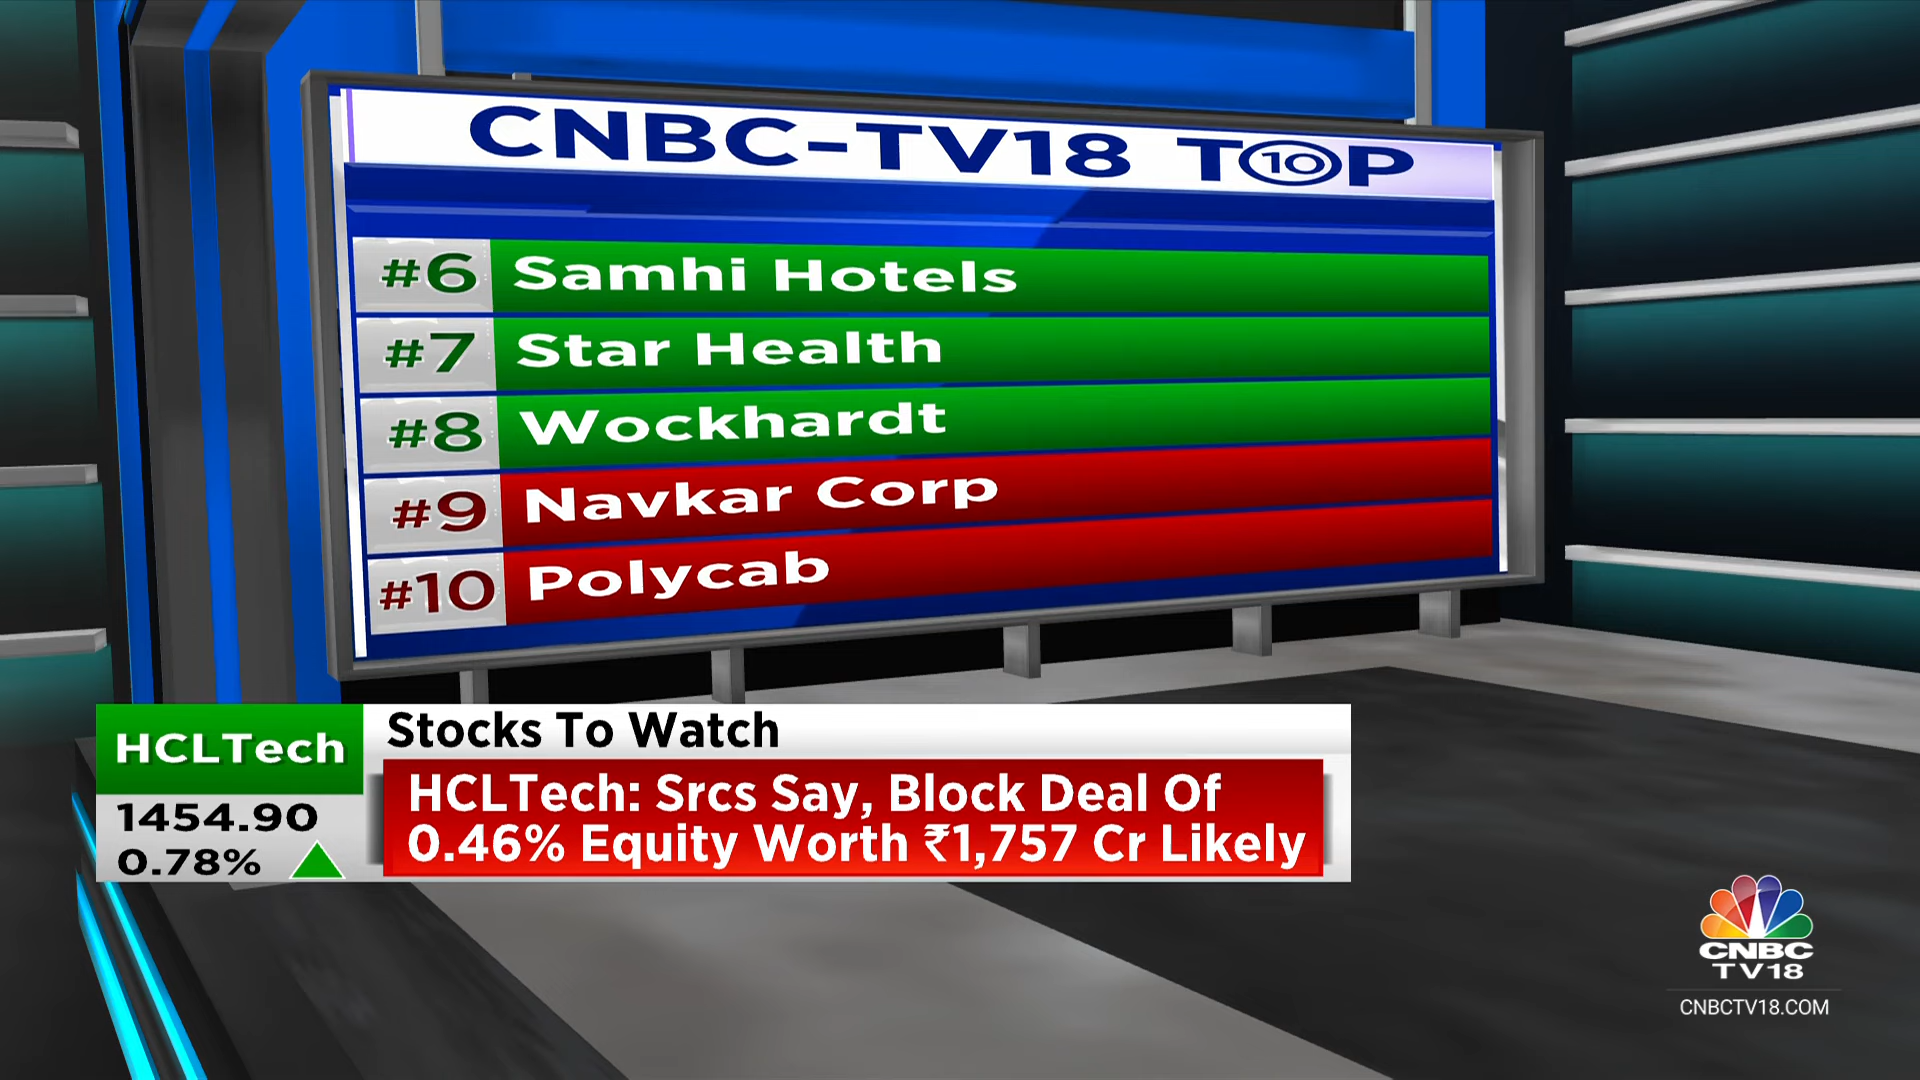 CNBC-TV18 TOP
10
#6 Samhi Hotels
#7 Star Health
#8 Wockhardt
#9 Navkar Corp
#10 Polycab
HCLTech
1454.90
0.78%
Stocks To Watch
HCLTech: Srcs Say, Block Deal Of
0.46% Equity Worth ₹1,757 Cr Likely
CNBC
TV18
CNBCTV18.COM